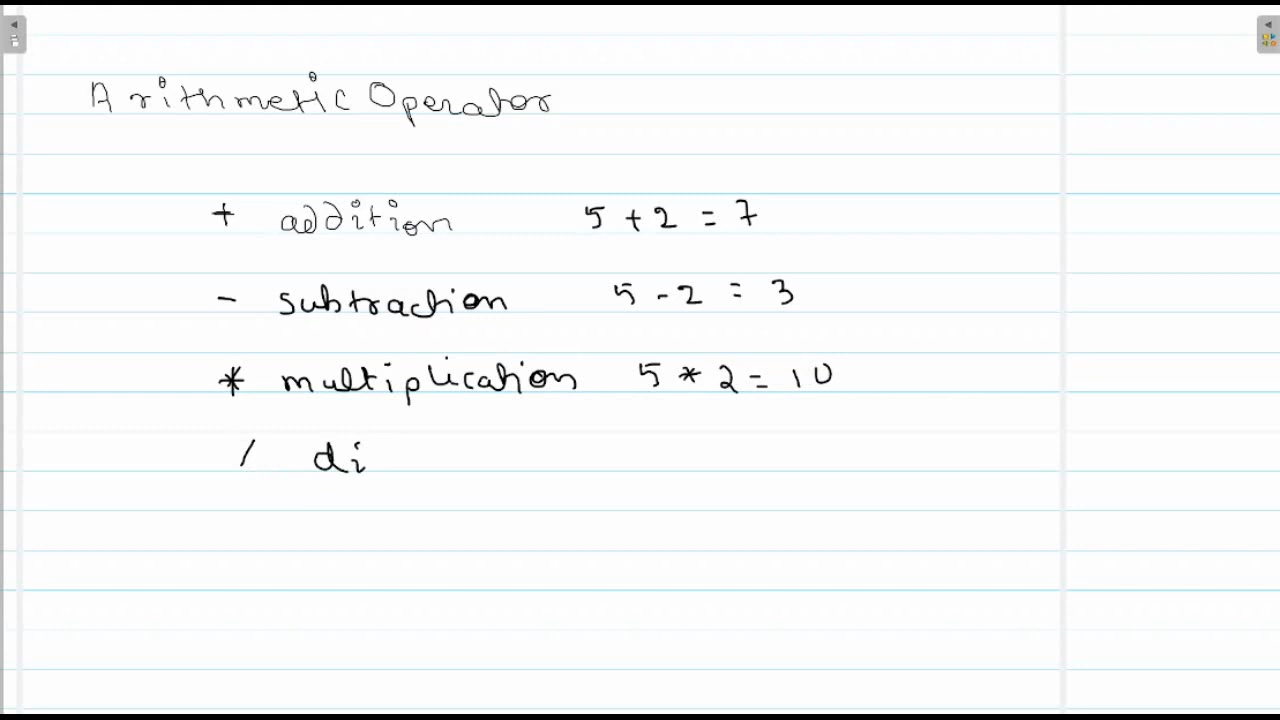 Arithmetic Operator
+ addition 5 + 2 = 7
- subtraction 5 - 2 = 3
* multiplication 5 * 2 = 10
/ di